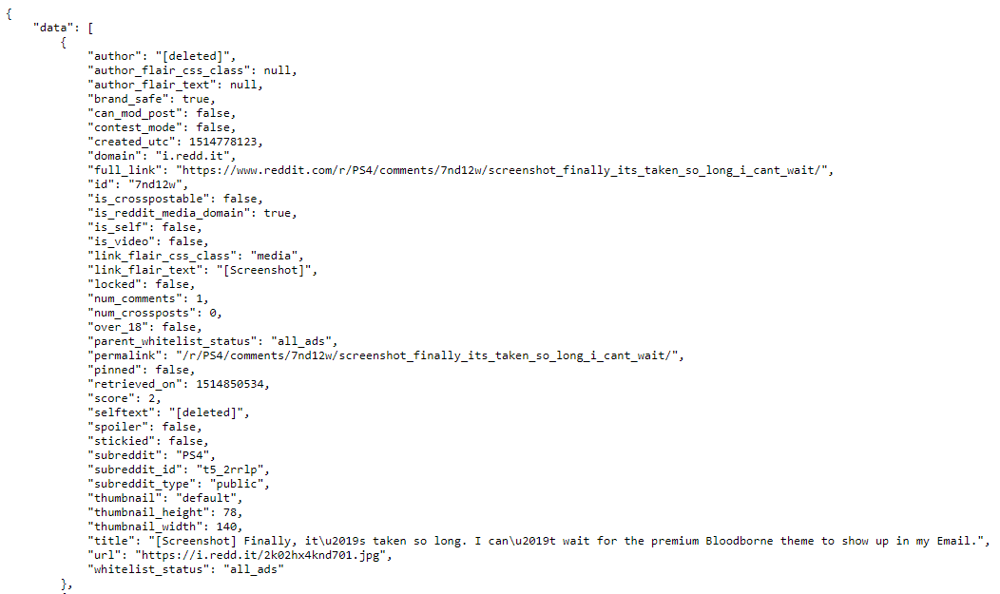 {
    "data": [
        {
            "author": "[deleted]",
            "author_flair_css_class": null,
            "author_flair_text": null,
            "brand_safe": true,
            "can_mod_post": false,
            "contest_mode": false,
            "created_utc": 1514778123,
            "domain": "i.redd.it",
            "full_link": "https://www.reddit.com/r/PS4/comments/7nd12w/screenshot_finally_its_taken_so_long_i_cant_wait/",
            "id": "7nd12w",
            "is_crosspostable": false,
            "is_reddit_media_domain": true,
            "is_self": false,
            "is_video": false,
            "link_flair_css_class": "media",
            "link_flair_text": "[Screenshot]",
            "locked": false,
            "num_comments": 1,
            "num_crossposts": 0,
            "over_18": false,
            "parent_whitelist_status": "all_ads",
            "permalink": "/r/PS4/comments/7nd12w/screenshot_finally_its_taken_so_long_i_cant_wait/",
            "pinned": false,
            "retrieved_on": 1514850534,
            "score": 2,
            "selftext": "[deleted]",
            "spoiler": false,
            "stickied": false,
            "subreddit": "PS4",
            "subreddit_id": "t5_2rrlp",
            "subreddit_type": "public",
            "thumbnail": "default",
            "thumbnail_height": 78,
            "thumbnail_width": 140,
            "title": "[Screenshot] Finally, it\u2019s taken so long. I can\u2019t wait for the premium Bloodborne theme to show up in my Email.",
            "url": "https://i.redd.it/2k02hx4knd701.jpg",
            "whitelist_status": "all_ads"
        },